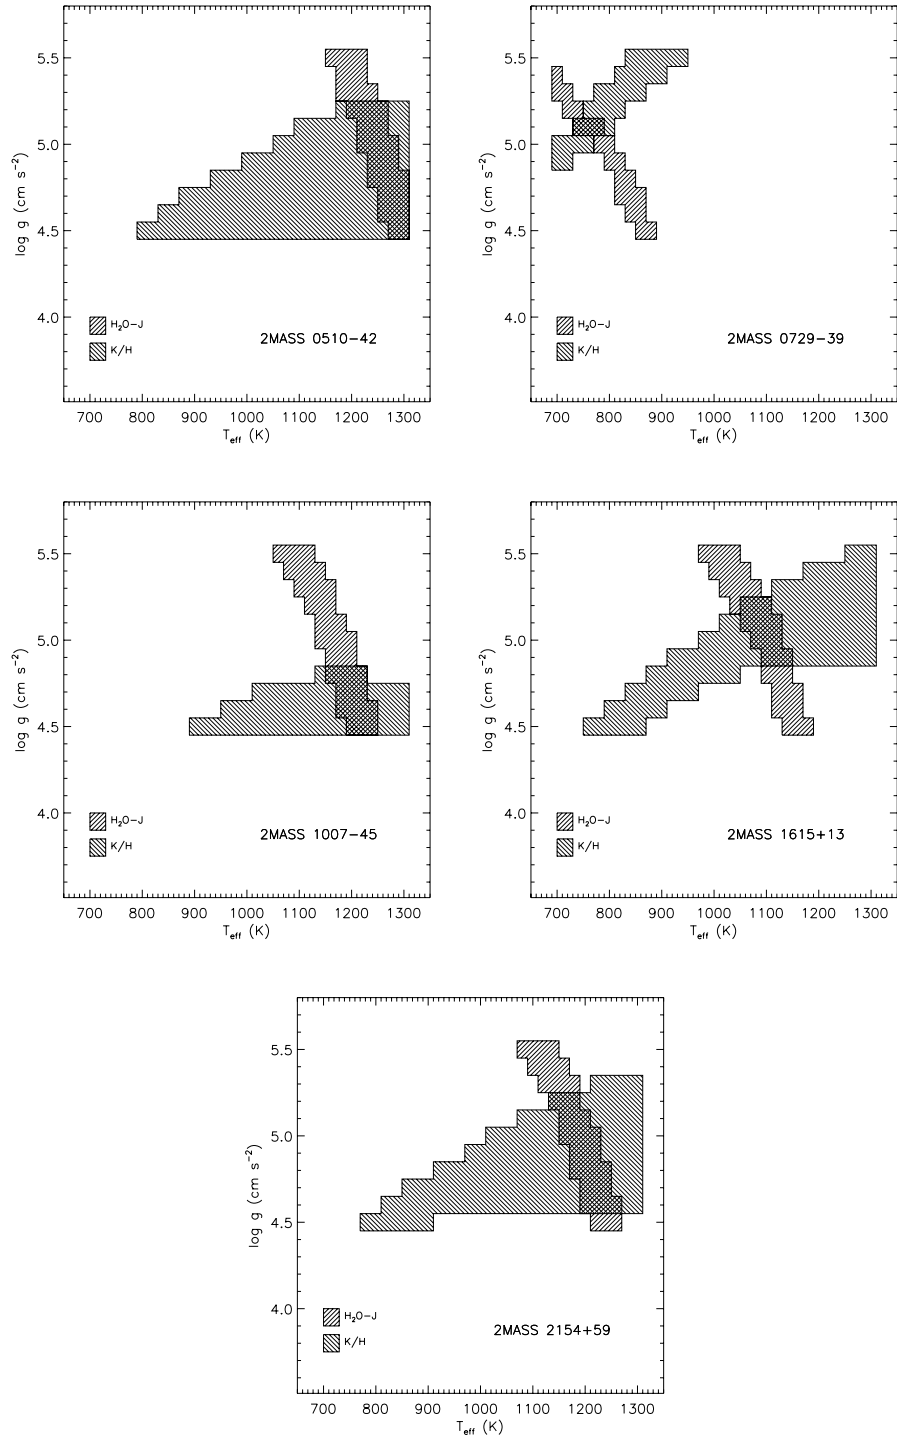 5.5
5.0
4.5
4.0
log g (cm s⁻²)
H₂O−J
K/H
2MASS 0510−42
700 800 900 1000 1100 1200 1300
T_eff (K)
5.5
5.0
4.5
4.0
log g (cm s⁻²)
H₂O−J
K/H
2MASS 0729−39
700 800 900 1000 1100 1200 1300
T_eff (K)
5.5
5.0
4.5
4.0
log g (cm s⁻²)
H₂O−J
K/H
2MASS 1007−45
700 800 900 1000 1100 1200 1300
T_eff (K)
5.5
5.0
4.5
4.0
log g (cm s⁻²)
H₂O−J
K/H
2MASS 1615+13
700 800 900 1000 1100 1200 1300
T_eff (K)
5.5
5.0
4.5
4.0
log g (cm s⁻²)
H₂O−J
K/H
2MASS 2154+59
700 800 900 1000 1100 1200 1300
T_eff (K)